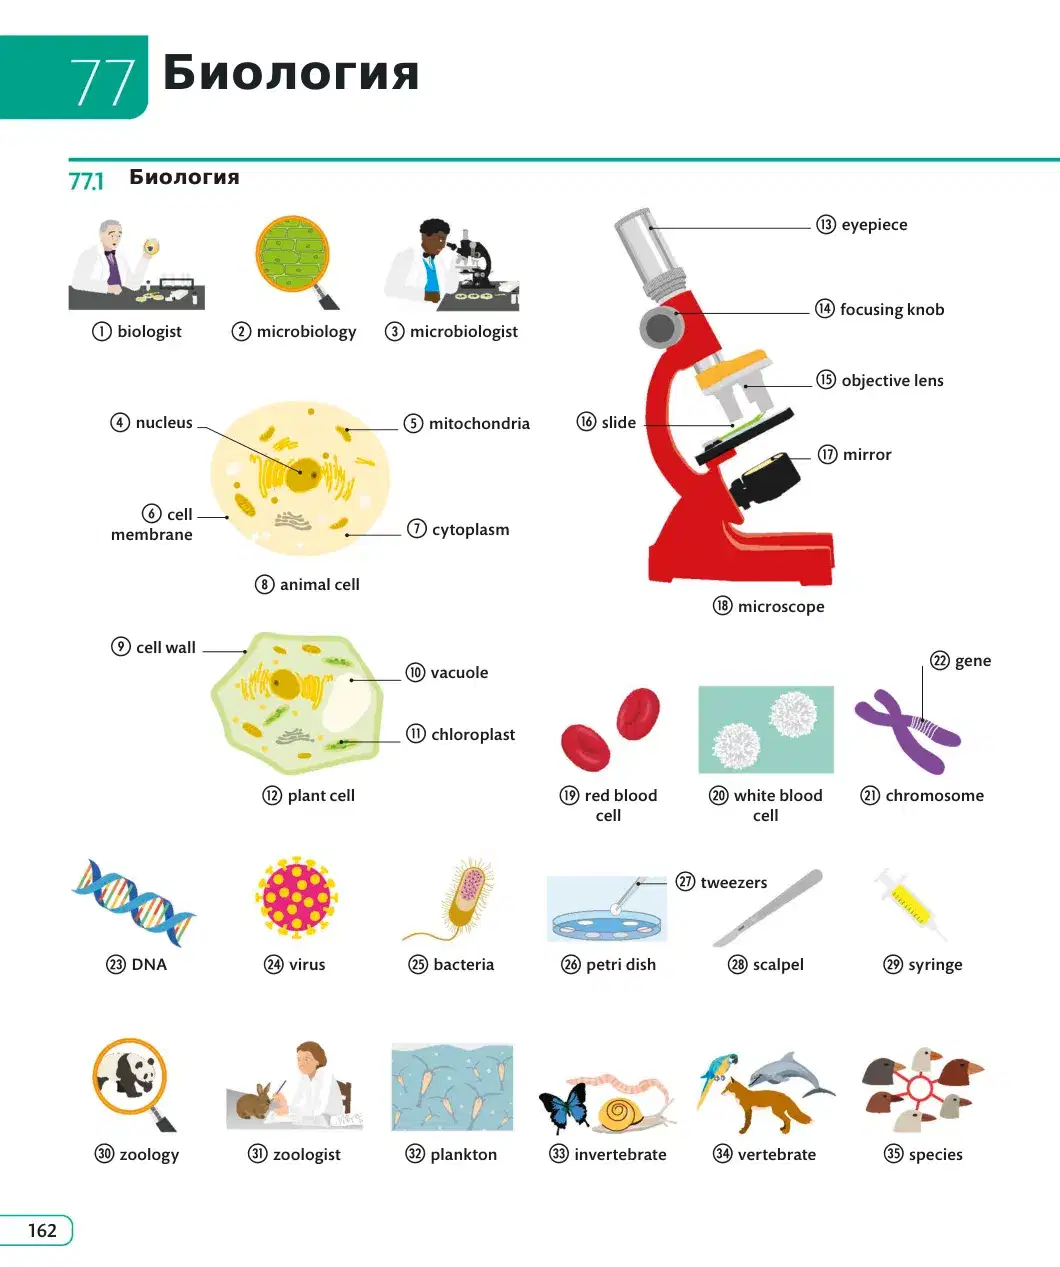 77 Биология
77.1 Биология
① biologist
② microbiology
③ microbiologist
④ nucleus
⑤ mitochondria
⑥ cell
membrane
⑦ cytoplasm
⑧ animal cell
⑨ cell wall
⑩ vacuole
⑪ chloroplast
⑫ plant cell
⑬ eyepiece
⑭ focusing knob
⑮ objective lens
⑯ slide
⑰ mirror
⑱ microscope
⑲ red blood
cell
⑳ white blood
cell
㉑ chromosome
㉒ gene
㉓ DNA
㉔ virus
㉕ bacteria
㉖ petri dish
㉗ tweezers
㉘ scalpel
㉙ syringe
㉚ zoology
㉛ zoologist
㉜ plankton
㉝ invertebrate
㉞ vertebrate
㉟ species
162